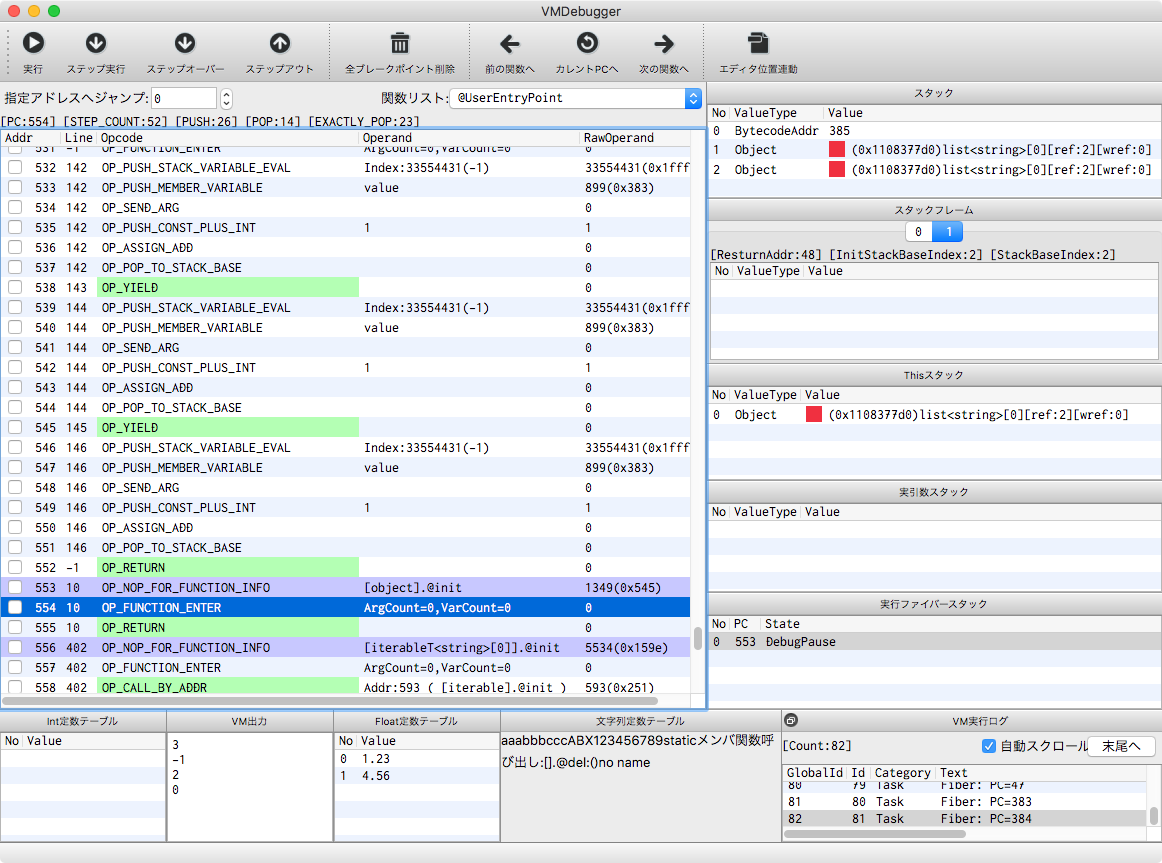 VMDebugger
実行 ステップ実行 ステップオーバー ステップアウト 全ブレークポイント削除 前の関数へ カレントPCへ 次の関数へ エディタ位置連動
指定アドレスへジャンプ: 0 関数リスト: @UserEntryPoint
[PC:554] [STEP_COUNT:52] [PUSH:26] [POP:14] [EXACTLY_POP:23]
Addr Line Opcode Operand RawOperand
531 -1 OP_FUNCTION_ENTER ArgCount=0,VarCount=0 0
532 142 OP_PUSH_STACK_VARIABLE_EVAL Index:33554431(-1) 33554431(0x1fff
533 142 OP_PUSH_MEMBER_VARIABLE value 899(0x383)
534 142 OP_SEND_ARG 0
535 142 OP_PUSH_CONST_PLUS_INT 1 1
536 142 OP_ASSIGN_ADD 0
537 142 OP_POP_TO_STACK_BASE 0
538 143 OP_YIELD 0
539 144 OP_PUSH_STACK_VARIABLE_EVAL Index:33554431(-1) 33554431(0x1fff
540 144 OP_PUSH_MEMBER_VARIABLE value 899(0x383)
541 144 OP_SEND_ARG 0
542 144 OP_PUSH_CONST_PLUS_INT 1 1
543 144 OP_ASSIGN_ADD 0
544 144 OP_POP_TO_STACK_BASE 0
545 145 OP_YIELD 0
546 146 OP_PUSH_STACK_VARIABLE_EVAL Index:33554431(-1) 33554431(0x1fff
547 146 OP_PUSH_MEMBER_VARIABLE value 899(0x383)
548 146 OP_SEND_ARG 0
549 146 OP_PUSH_CONST_PLUS_INT 1 1
550 146 OP_ASSIGN_ADD 0
551 146 OP_POP_TO_STACK_BASE 0
552 -1 OP_RETURN 0
553 10 OP_NOP_FOR_FUNCTION_INFO [object].@init 1349(0x545)
554 10 OP_FUNCTION_ENTER ArgCount=0,VarCount=0 0
555 10 OP_RETURN 0
556 402 OP_NOP_FOR_FUNCTION_INFO [iterableT<string>[0]].@init 5534(0x159e)
557 402 OP_FUNCTION_ENTER ArgCount=0,VarCount=0 0
558 402 OP_CALL_BY_ADDR Addr:593 ( [iterable].@init ) 593(0x251)
スタック
No ValueType Value
0 BytecodeAddr 385
1 Object (0x1108377d0)list<string>[0][ref:2][wref:0]
2 Object (0x1108377d0)list<string>[0][ref:2][wref:0]
スタックフレーム
0 1
[ResturnAddr:48] [InitStackBaseIndex:2] [StackBaseIndex:2]
No ValueType Value
Thisスタック
No ValueType Value
0 Object (0x1108377d0)list<string>[0][ref:2][wref:0]
実引数スタック
No ValueType Value
実行ファイバースタック
No PC State
0 553 DebugPause
Int定数テーブル
No Value
VM出力
3
-1
2
0
Float定数テーブル
No Value
0 1.23
1 4.56
文字列定数テーブル
aaabbbcccABX123456789staticメンバ関数呼
び出し:[].@del:()no name
VM実行ログ
[Count:82] 自動スクロール 末尾へ
GlobalId Id Category Text
80 79 Task Fiber: PC=47
81 80 Task Fiber: PC=383
82 81 Task Fiber: PC=384